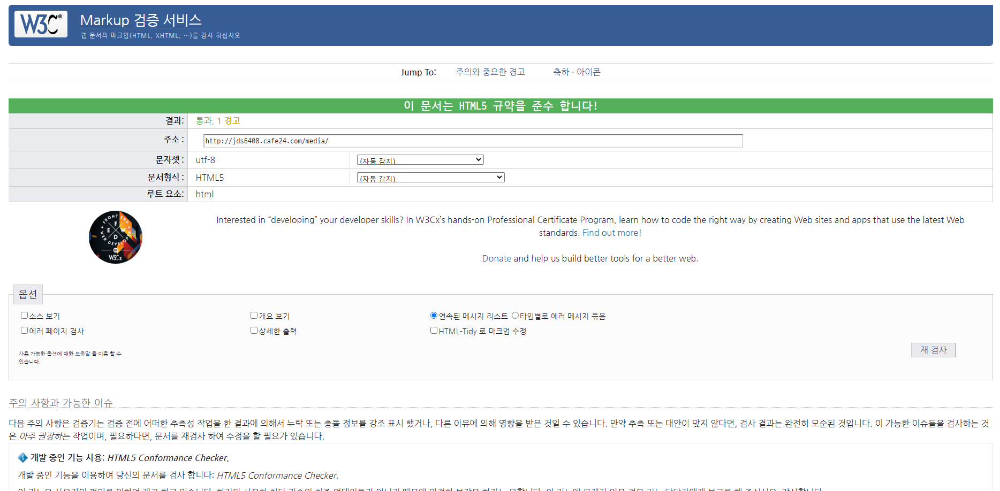 W3C®
Markup 검증 서비스
웹 문서의 마크업(HTML, XHTML, …)을 검사 하십시오
Jump To: 주의와 중요한 경고 축하 · 아이콘
이 문서는 HTML5 규약을 준수 합니다!
결과: 통과, 1 경고
주소 : http://jds6408.cafe24.com/media/
문자셋 : utf-8 (자동 감지)
문서형식 : HTML5 (자동 감지)
루트 요소: html
FRONT END
F E W D
WEB DEVELOPER
BY
W3Cx
Interested in “developing” your developer skills? In W3Cx’s hands-on Professional Certificate Program, learn how to code the right way by creating Web sites and apps that use the latest Web
standards. Find out more!
Donate and help us build better tools for a better web.
옵션
소스 보기 개요 보기 연속된 메시지 리스트 타입별로 에러 메시지 묶음
에러 페이지 검사 상세한 출력 HTML-Tidy 로 마크업 수정
사용 가능한 옵션에 대한 도움말 을 이용 할 수
있습니다.
재 검사
주의 사항과 가능한 이슈
다음 주의 사항은 검증기는 검증 전에 어떠한 추측성 작업을 한 결과에 의해서 누락 또는 충돌 정보를 강조 표시 했거나, 다른 이유에 의해 영향을 받은 것일 수 있습니다. 만약 추측 또는 대안이 맞지 않다면, 검사 결과는 완전히 모순된 것입니다. 이 가능한 이슈들을 검사하는 것
은 아주 권장하는 작업이며, 필요하다면, 문서를 재검사 하여 수정을 할 필요가 있습니다.
개발 중인 기능 사용: HTML5 Conformance Checker.
개발 중인 기능을 이용하여 당신의 문서를 검사 합니다: HTML5 Conformance Checker.